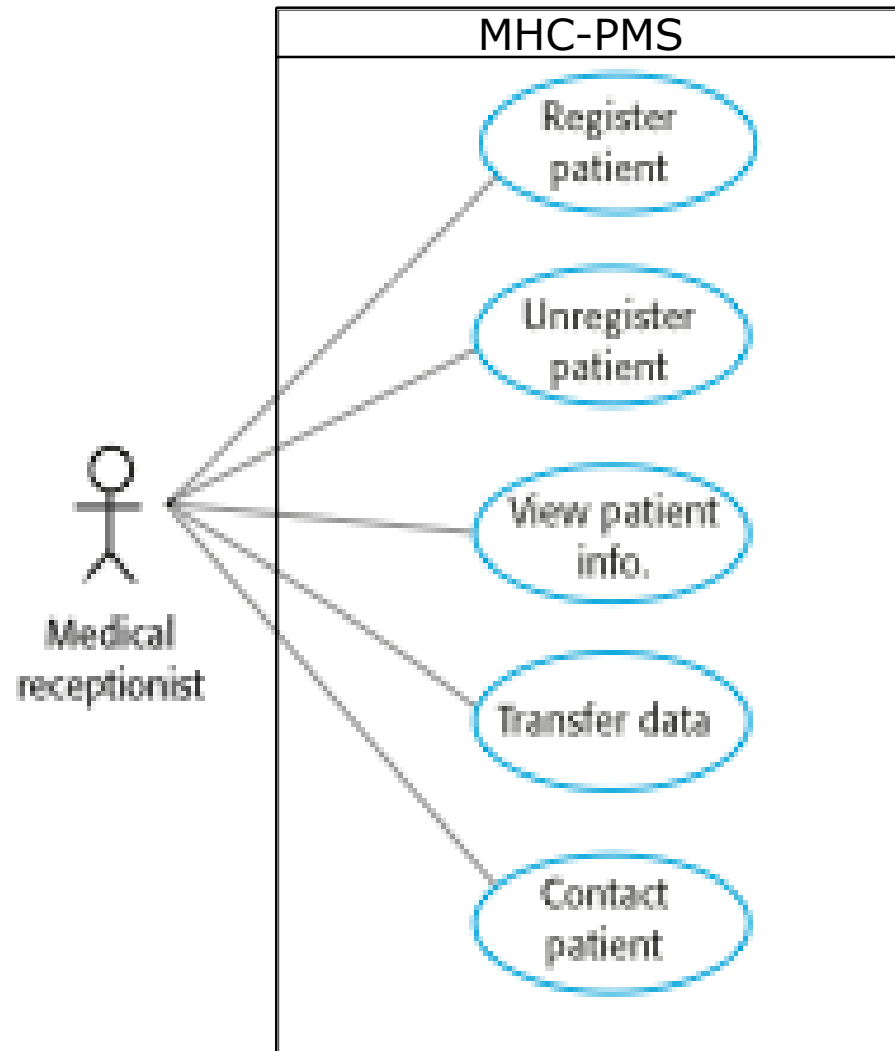 MHC-PMS
Register
patient
Unregister
patient
View patient
info.
Medical
receptionist
Transfer data
Contact
patient